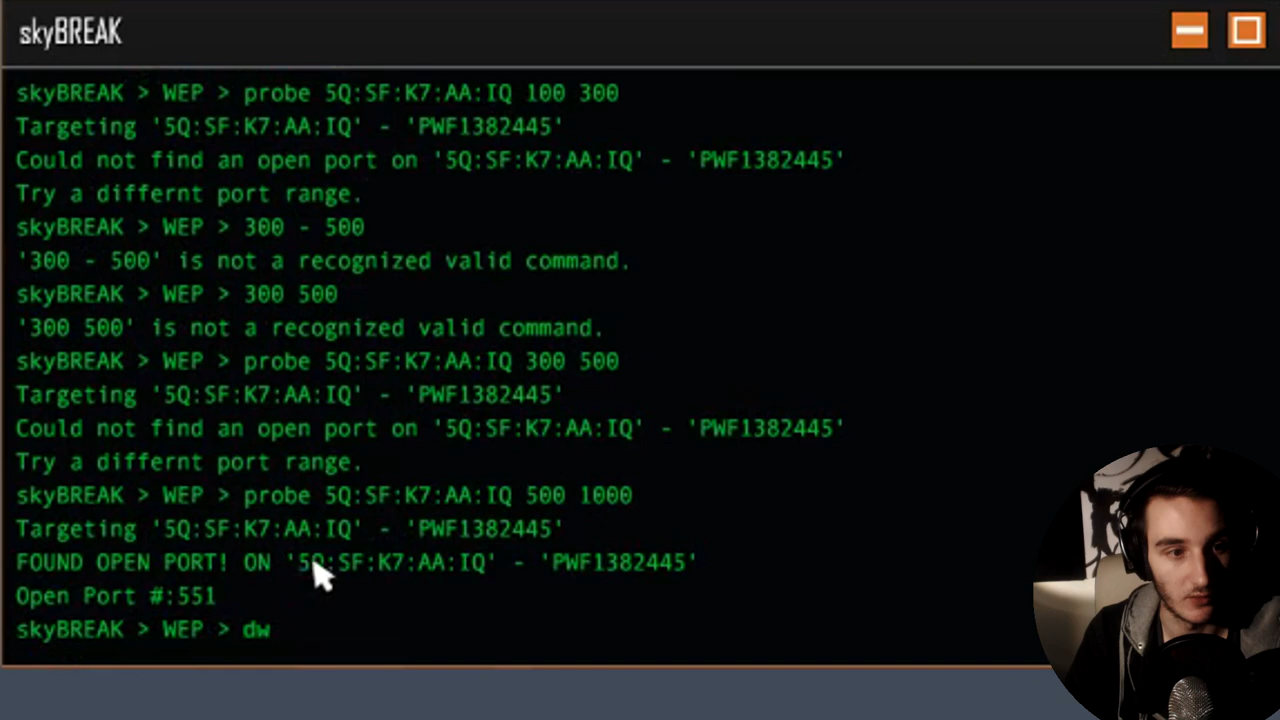 skyBREAK
skyBREAK > WEP > probe 5Q:SF:K7:AA:IQ 100 300
Targeting '5Q:SF:K7:AA:IQ' - 'PWF1382445'
Could not find an open port on '5Q:SF:K7:AA:IQ' - 'PWF1382445'
Try a differnt port range.
skyBREAK > WEP > 300 - 500
'300 - 500' is not a recognized valid command.
skyBREAK > WEP > 300 500
'300 500' is not a recognized valid command.
skyBREAK > WEP > probe 5Q:SF:K7:AA:IQ 300 500
Targeting '5Q:SF:K7:AA:IQ' - 'PWF1382445'
Could not find an open port on '5Q:SF:K7:AA:IQ' - 'PWF1382445'
Try a differnt port range.
skyBREAK > WEP > probe 5Q:SF:K7:AA:IQ 500 1000
Targeting '5Q:SF:K7:AA:IQ' - 'PWF1382445'
FOUND OPEN PORT! ON '5Q:SF:K7:AA:IQ' - 'PWF1382445'
Open Port #:551
skyBREAK > WEP > dw